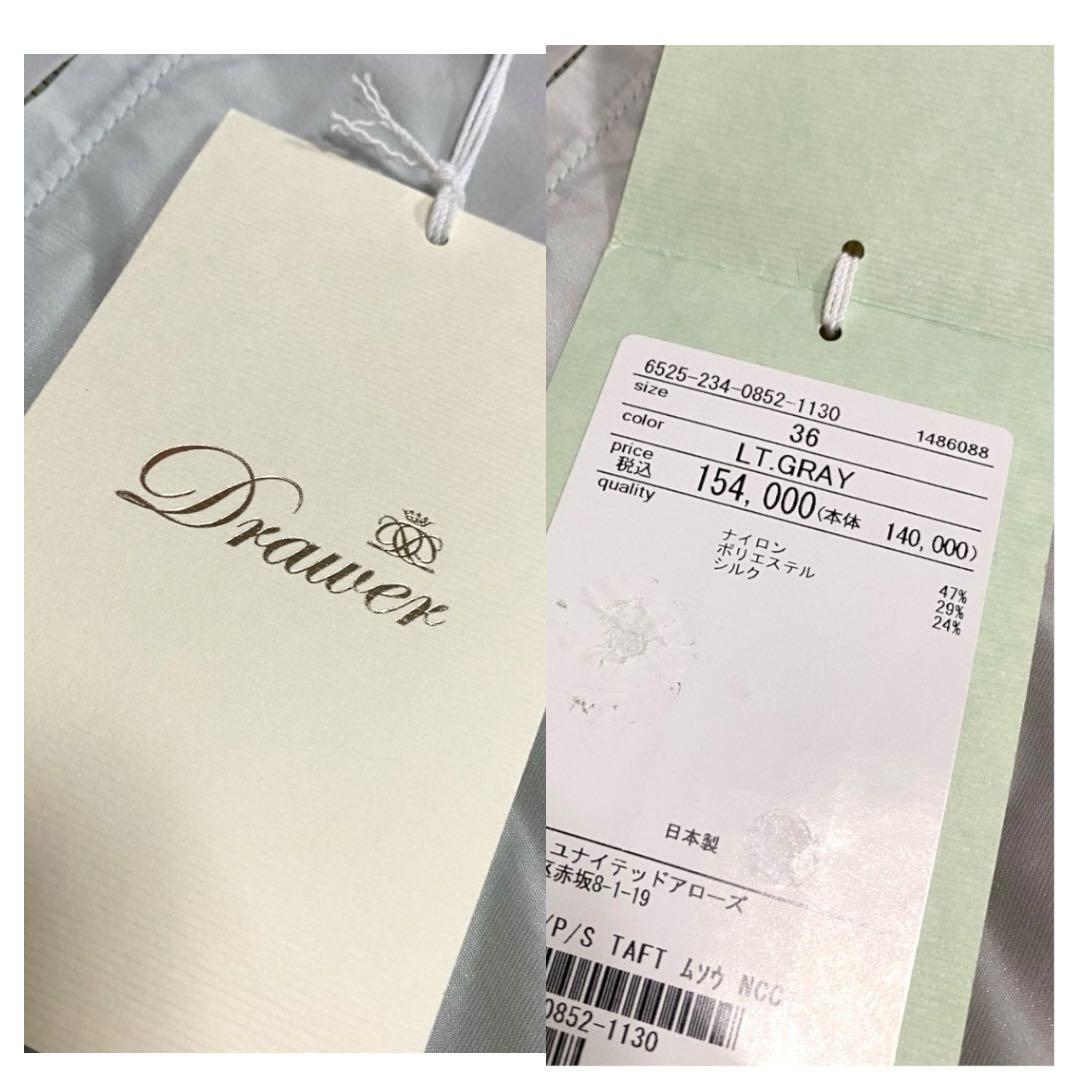 Drawer
6525-234-0852-1130
1486088
size 36
color LT.GRAY
price
税込 154,000(本体 140,000)
quality
ナイロン 47%
ポリエステル 29%
シルク 24%
日本製
ユナイテッドアローズ
区赤坂8-1-19
/P/S TAFT ムソウ NCC
0852-1130